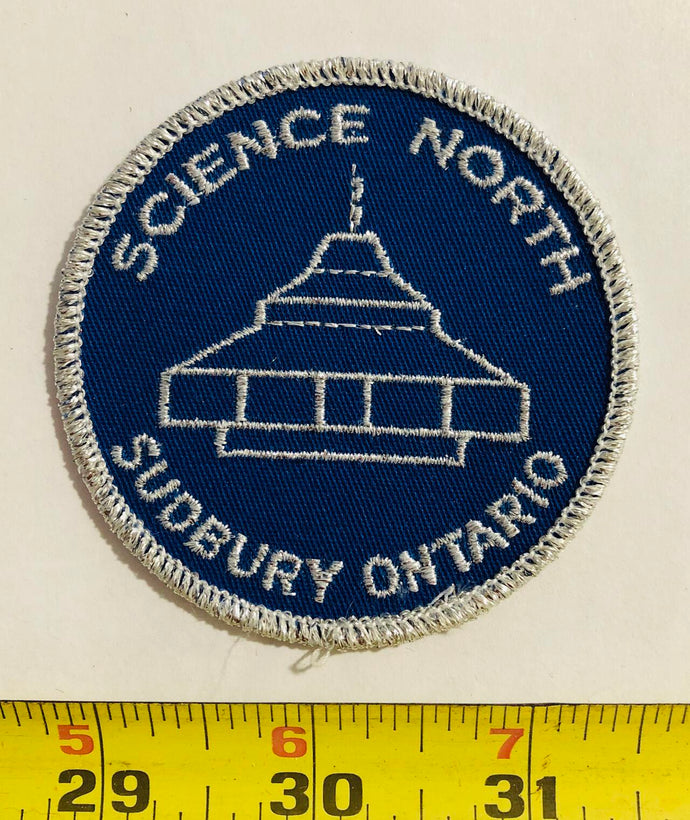 SCIENCE NORTH
SUDBURY ONTARIO
5 6 7
29 30 31